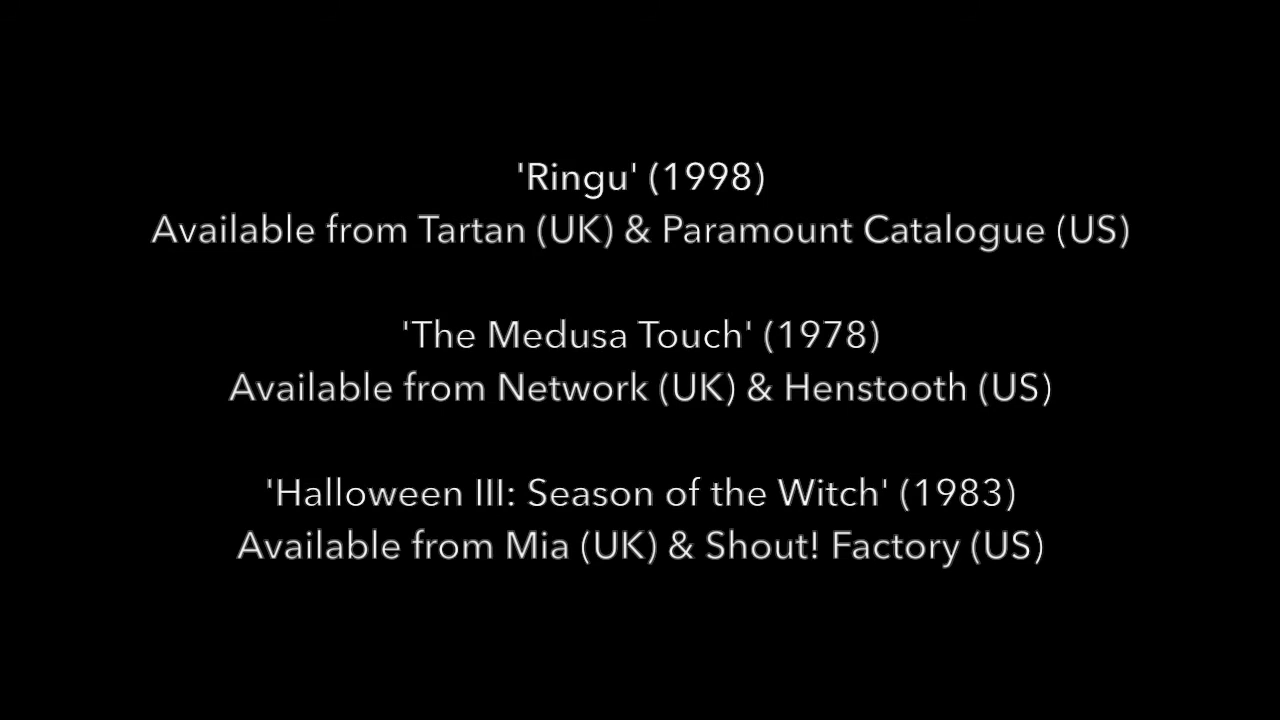 'Ringu' (1998)
Available from Tartan (UK) & Paramount Catalogue (US)
'The Medusa Touch' (1978)
Available from Network (UK) & Henstooth (US)
'Halloween III: Season of the Witch' (1983)
Available from Mia (UK) & Shout! Factory (US)